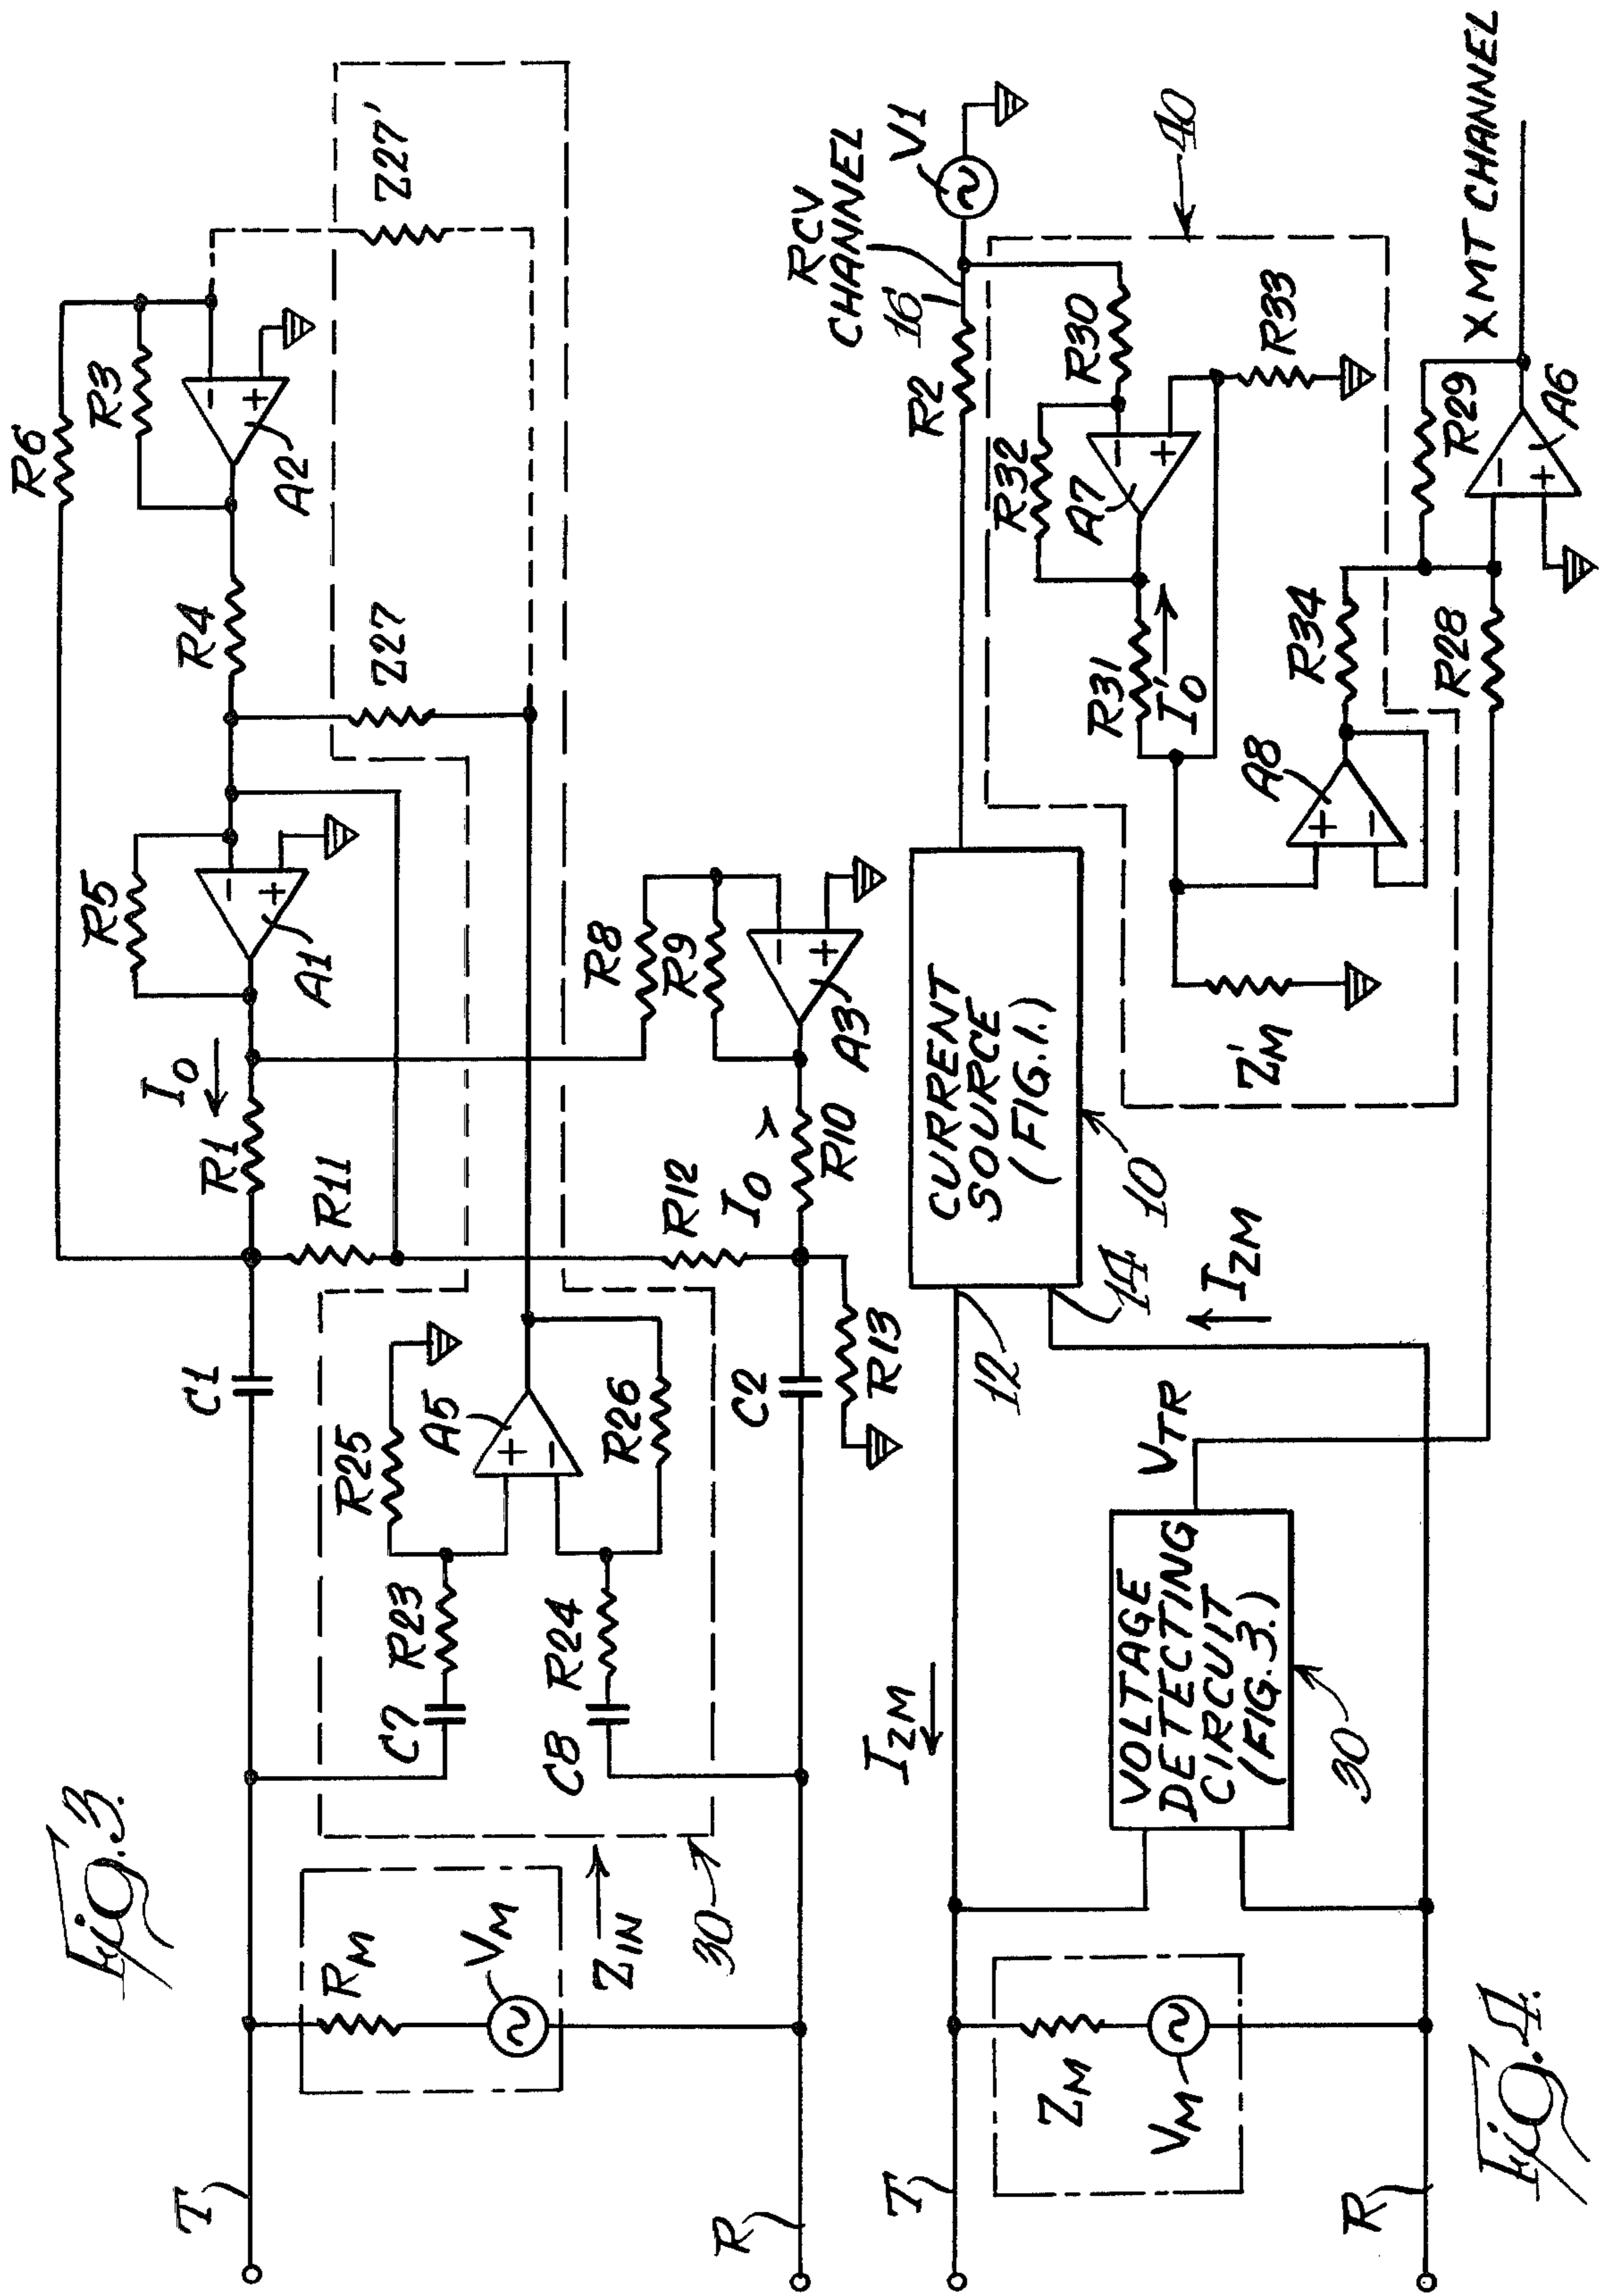 Fig. 3.
T
R
RM
VM
ZIN
30
C1
C7
R23
R25
A5
C8
R24
R26
C2
R13
R1
IO
R11
R12
IO
R10
R5
A1
R8
R9
A3
R4
Z27
R6
R3
A2
Z27'
Fig. 4.
T
R
ZM
VM
IZM
VOLTAGE
DETECTING
CIRCUIT
(FIG. 3.)
30
VTR
12
14
IZM
CURRENT
SOURCE
(FIG. 1.)
10
Z'M
A8
R34
R28
R31
I'O
R32
A7
R30
R33
R2
16
RCV
CHANNEL
V1
40
R29
A6
XMT CHANNEL